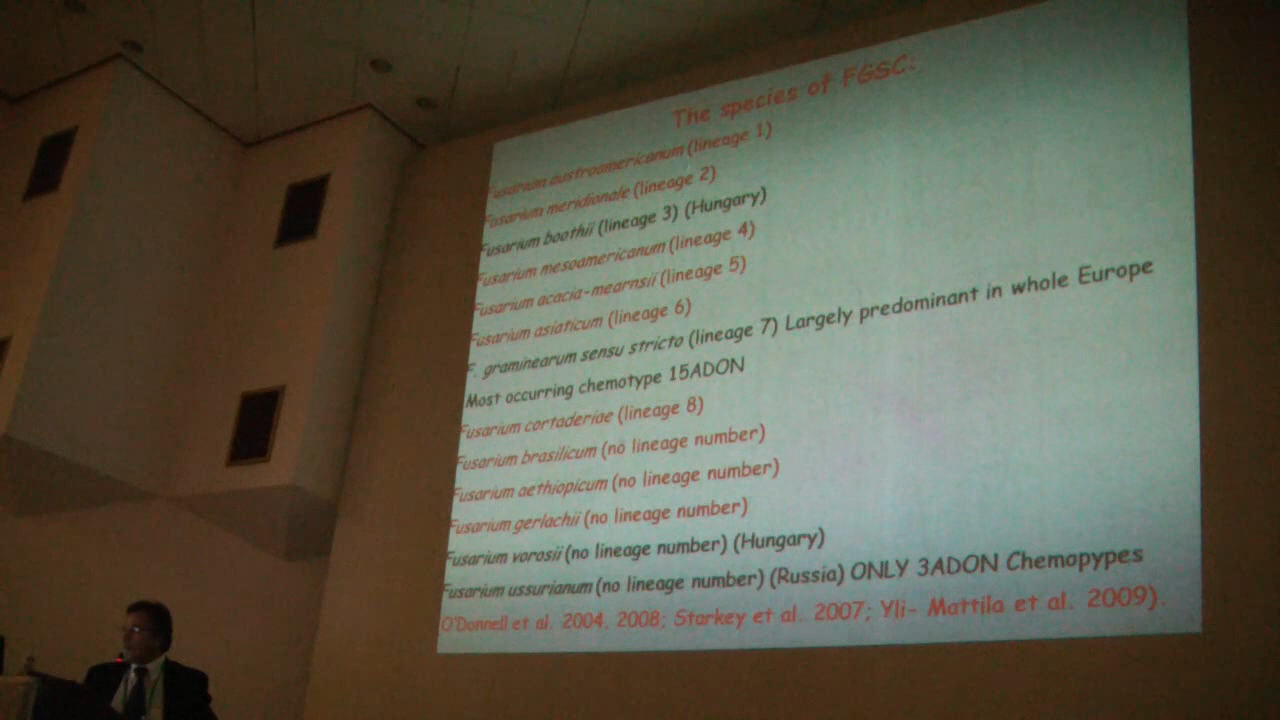 The species of FGSC:
Fusarium austroamericanum (lineage 1)
Fusarium meridionale (lineage 2)
Fusarium boothii (lineage 3) (Hungary)
Fusarium mesoamericanum (lineage 4)
Fusarium acacia-mearnsii (lineage 5)
Fusarium asiaticum (lineage 6)
F. graminearum sensu stricto (lineage 7) Largely predominant in whole Europe
Most occurring chemotype 15ADON
Fusarium cortaderiae (lineage 8)
Fusarium brasilicum (no lineage number)
Fusarium aethiopicum (no lineage number)
Fusarium gerlachii (no lineage number)
Fusarium vorosii (no lineage number) (Hungary)
Fusarium ussurianum (no lineage number) (Russia) ONLY 3ADON Chemopypes
O'Donnell et al. 2004, 2008; Starkey et al. 2007; Yli- Mattila et al. 2009).